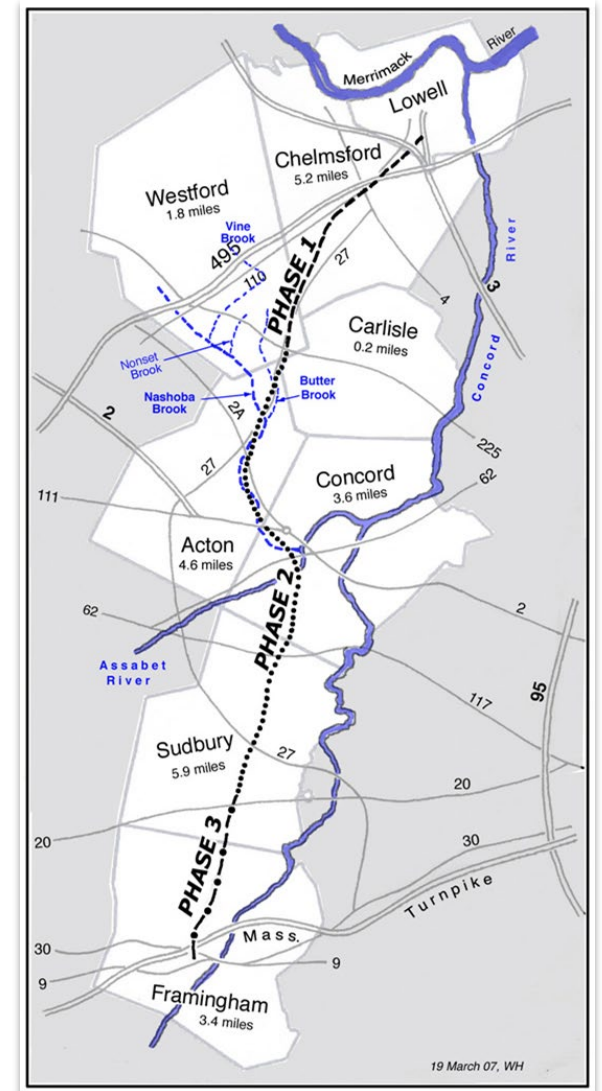 Merrimack
River
Lowell
Chelmsford
5.2 miles
Westford
1.8 miles
Vine
Brook
495
110
PHASE 1
27
4
3
River
Concord
Carlisle
0.2 miles
Nonset
Brook
Nashoba
Brook
Butter
Brook
2
2A
27
225
62
Concord
3.6 miles
111
Acton
4.6 miles
62
PHASE 2
2
Assabet
River
95
117
Sudbury
5.9 miles
27
20
20
30
PHASE 3
Turnpike
Mass.
30
9
9
Framingham
3.4 miles
19 March 07, WH